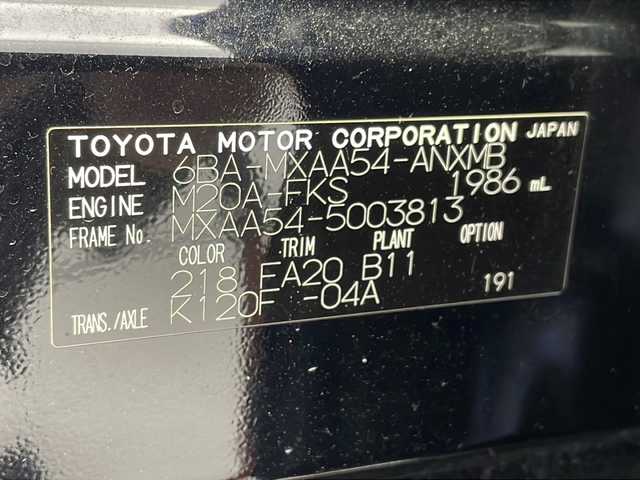 TOYOTA MOTOR CORPORATION JAPAN
MODEL 6BA-MXAA54-ANXMB
ENGINE M20A-FKS 1986 mL
FRAME No. MXAA54-5003813
COLOR TRIM PLANT OPTION
218 EA20 B11 191
TRANS./AXLE K120F -04A